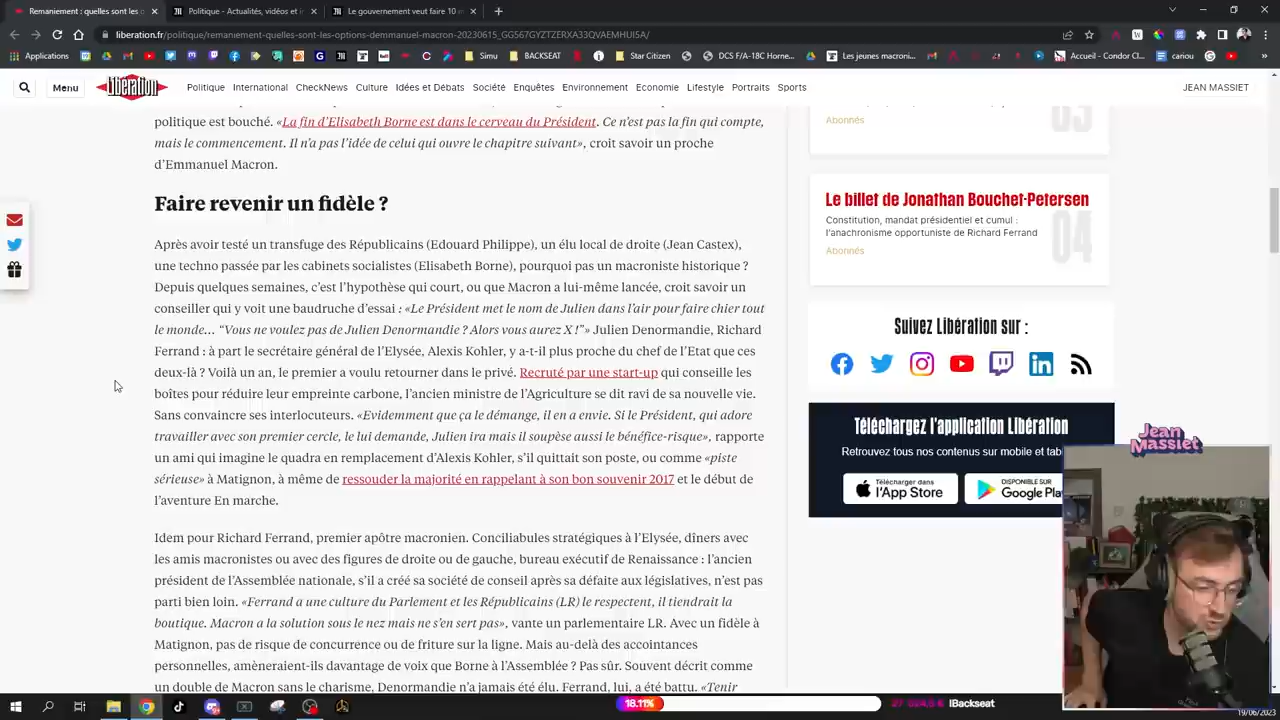 Remaniement : quelles sont les o
Politique - Actualités, vidéos et i
Le gouvernement veut faire 10
liberation.fr/politique/remaniement-quelles-sont-les-options-demmanuel-macron-20230615_GG567GYZTZERXA33QVAEMHUI5A/
Applications
Simu
BACKSEAT
Star Citizen
DCS F/A-18C Horne...
Les jeunes macroni...
Accueil - Condor Cl...
cariou
Menu
Libération
Politique International CheckNews Culture Idées et Débats Société Enquêtes Environnement Economie Lifestyle Portraits Sports
JEAN MASSIET
politique est bouché. «La fin d’Elisabeth Borne est dans le cerveau du Président. Ce n’est pas la fin qui compte,
mais le commencement. Il n’a pas l’idée de celui qui ouvre le chapitre suivant», croit savoir un proche
d’Emmanuel Macron.
Faire revenir un fidèle ?
Après avoir testé un transfuge des Républicains (Edouard Philippe), un élu local de droite (Jean Castex),
une techno passée par les cabinets socialistes (Elisabeth Borne), pourquoi pas un macroniste historique ?
Depuis quelques semaines, c’est l’hypothèse qui court, ou que Macron a lui-même lancée, croit savoir un
conseiller qui y voit une baudruche d’essai : «Le Président met le nom de Julien dans l’air pour faire chier tout
le monde… “Vous ne voulez pas de Julien Denormandie ? Alors vous aurez X !”» Julien Denormandie, Richard
Ferrand : à part le secrétaire général de l’Elysée, Alexis Kohler, y a-t-il plus proche du chef de l’Etat que ces
deux-là ? Voilà un an, le premier a voulu retourner dans le privé. Recruté par une start-up qui conseille les
boîtes pour réduire leur empreinte carbone, l’ancien ministre de l’Agriculture se dit ravi de sa nouvelle vie.
Sans convaincre ses interlocuteurs. «Evidemment que ça le démange, il en a envie. Si le Président, qui adore
travailler avec son premier cercle, le lui demande, Julien ira mais il soupèse aussi le bénéfice-risque», rapporte
un ami qui imagine le quadra en remplacement d’Alexis Kohler, s’il quittait son poste, ou comme «piste
sérieuse» à Matignon, à même de ressouder la majorité en rappelant à son bon souvenir 2017 et le début de
l’aventure En marche.
Idem pour Richard Ferrand, premier apôtre macronien. Conciliabules stratégiques à l’Elysée, dîners avec
les amis macronistes ou avec des figures de droite ou de gauche, bureau exécutif de Renaissance : l’ancien
président de l’Assemblée nationale, s’il a créé sa société de conseil après sa défaite aux législatives, n’est pas
parti bien loin. «Ferrand a une culture du Parlement et les Républicains (LR) le respectent, il tiendrait la
boutique. Macron a la solution sous le nez mais ne s’en sert pas», vante un parlementaire LR. Avec un fidèle à
Matignon, pas de risque de concurrence ou de friture sur la ligne. Mais au-delà des accointances
personnelles, amèneraient-ils davantage de voix que Borne à l’Assemblée ? Pas sûr. Souvent décrit comme
un double de Macron sans le charisme, Denormandie n’a jamais été élu. Ferrand, lui, a été battu. «Tenir
03
Abonnés
Le billet de Jonathan Bouchet-Petersen
Constitution, mandat présidentiel et cumul :
l’anachronisme opportuniste de Richard Ferrand
04
Abonnés
Suivez Libération sur :
Téléchargez l’application Libération
Retrouvez tous nos contenus sur mobile et tab
Télécharger dans
l’App Store
DISPONIBLE SUR
Google Pla
Jean
Massiet
18.11%
!Backseat
19/06/2023